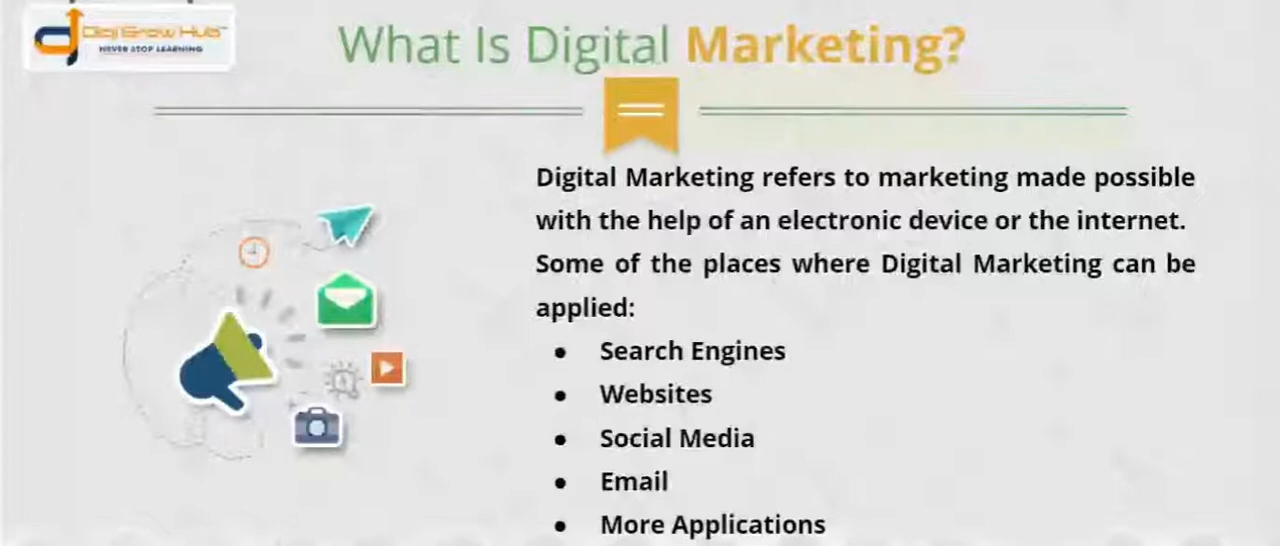 Digi Grow Hub™
NEVER STOP LEARNING
What Is Digital Marketing?
Digital Marketing refers to marketing made possible
with the help of an electronic device or the internet.
Some of the places where Digital Marketing can be
applied:
● Search Engines
● Websites
● Social Media
● Email
● More Applications